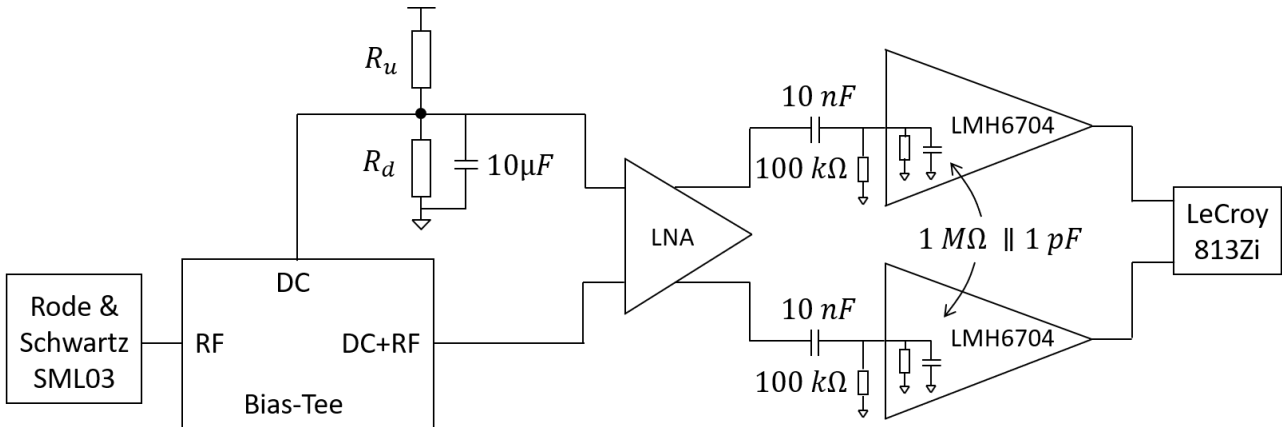 R_u
R_d
10μF
10 nF
100 kΩ
LMH6704
LNA
1 MΩ ∥ 1 pF
LeCroy
813Zi
Rode &
Schwartz
SML03
DC
RF
DC+RF
Bias-Tee
10 nF
100 kΩ
LMH6704